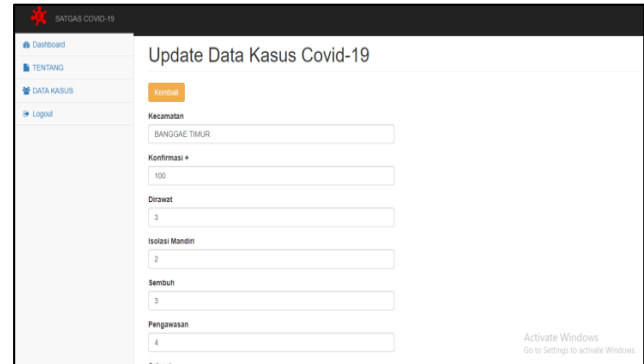 SATGAS COVID-19
Dashboard
TENTANG
DATA KASUS
Logout
Update Data Kasus Covid-19
Kembali
Kecamatan
BANGGAE TIMUR
Konfirmasi +
100
Dirawat
3
Isolasi Mandiri
2
Sembuh
3
Pengawasan
4
Activate Windows
Go to Settings to activate Windows.